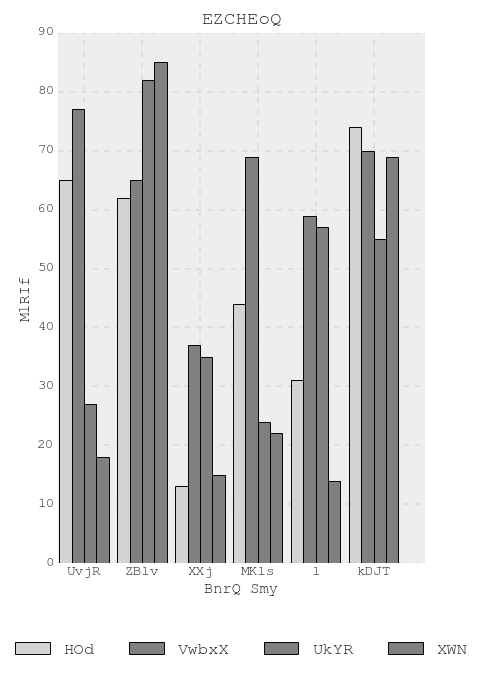 EZCHEoQ
90
80
70
60
50
40
30
20
10
0
MlRIf
UvjR ZBlv XXj MKls l kDJT
BnrQ Smy
HOd VwbxX UkYR XWN